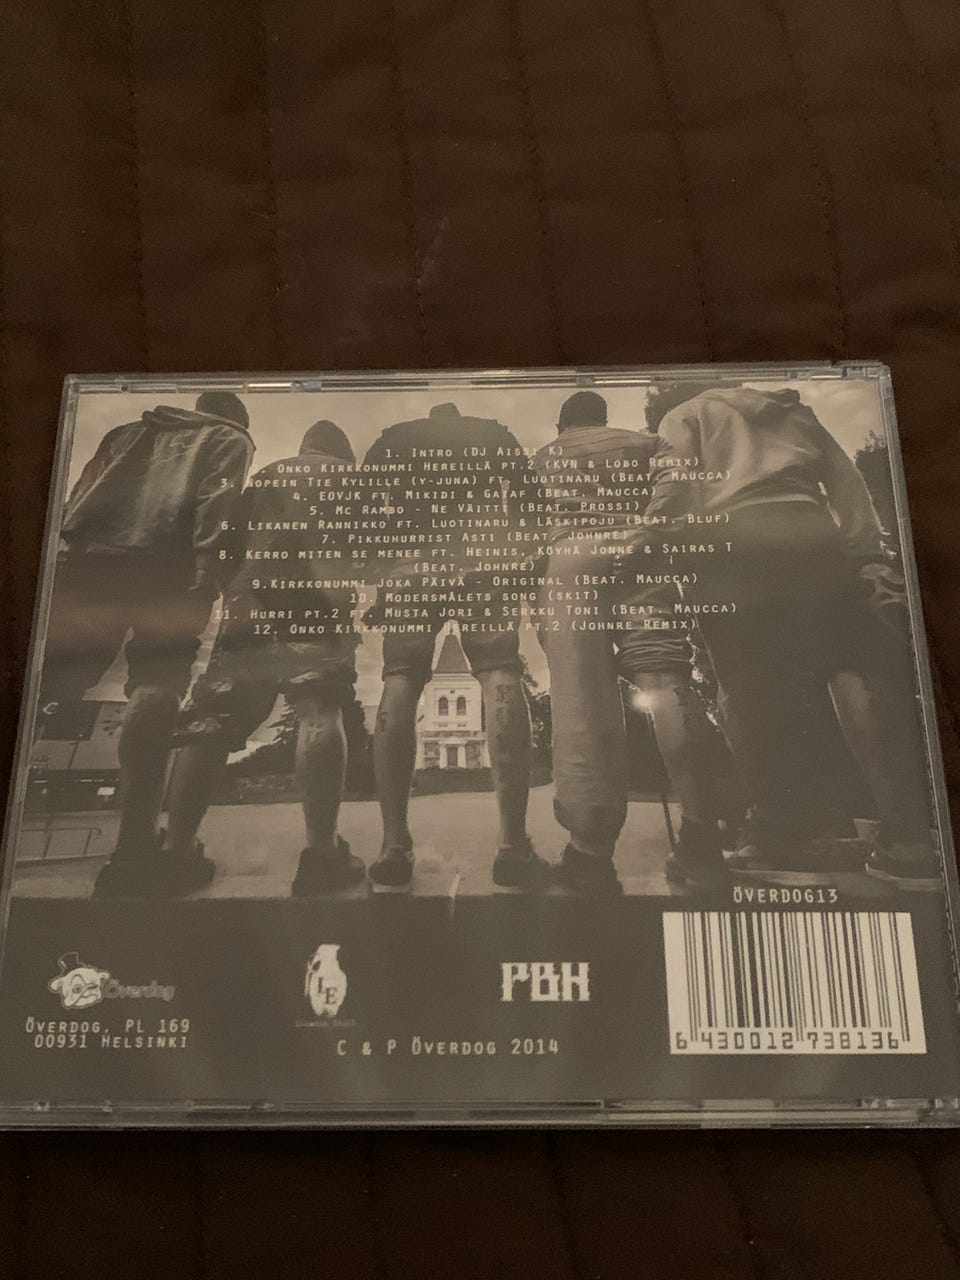 1. Intro (DJ Aissi K)
. Onko Kirkkonummi Hereillä pt.2 (KVN & Lobo Remix)
3. Nopein Tie Kylille (Y-Juna) ft. Luotinaru (Beat. Maucca)
4. EOVJK ft. Mikidi & Gaiaf (Beat. Maucca)
5. Mc Rambo - Ne Väitti (Beat. Prossi)
6. Likanen Rannikko ft. Luotinaru & Läskipoju (Beat. Bluf)
7. Pikkuhurrist Asti (Beat. Johnre)
8. Kerro miten se menee ft. Heinis, Köyhä Jonne & Sairas T
(Beat. Johnre)
9.Kirkkonummi Joka Päivä - Original (Beat. Maucca)
10. Modersmålets song (skit)
11. Hurri pt.2 ft. Musta Jori & Serkku Toni (Beat. Maucca)
12. Onko Kirkkonummi Hereillä pt.2 (Johnre Remix)
ÖVERDOG13
Överdog
LE
PBH
Överdog, PL 169
00931 Helsinki
C & P Överdog 2014
6 430012 738136